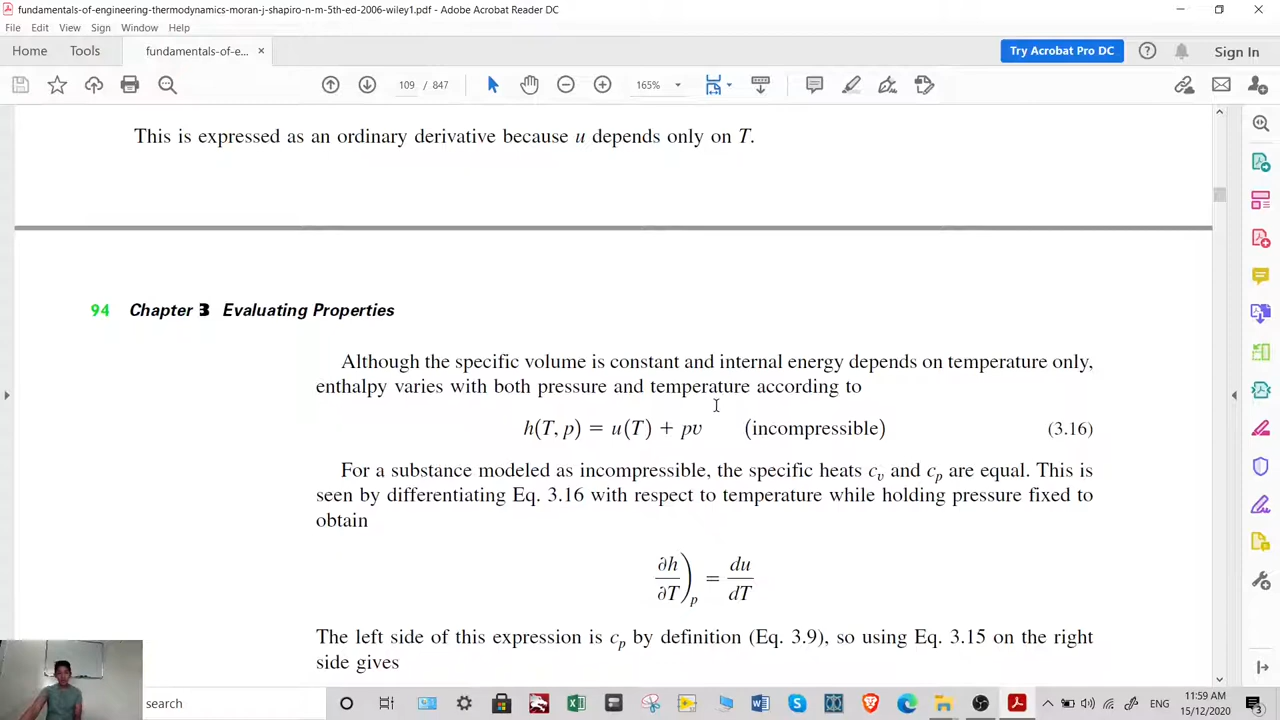 fundamentals-of-engineering-thermodynamics-moran-j-shapiro-n-m-5th-ed-2006-wiley1.pdf - Adobe Acrobat Reader DC
File Edit View Sign Window Help
Home Tools fundamentals-of-e... × Try Acrobat Pro DC Sign In
109 / 847 165%
This is expressed as an ordinary derivative because u depends only on T.
94 Chapter 3 Evaluating Properties
Although the specific volume is constant and internal energy depends on temperature only,
enthalpy varies with both pressure and temperature according to
h(T, p) = u(T) + pv (incompressible) (3.16)
For a substance modeled as incompressible, the specific heats c_v and c_p are equal. This is
seen by differentiating Eq. 3.16 with respect to temperature while holding pressure fixed to
obtain
∂h/∂T)_p = du/dT
The left side of this expression is c_p by definition (Eq. 3.9), so using Eq. 3.15 on the right
side gives
search
ENG
11:59 AM
15/12/2020
3